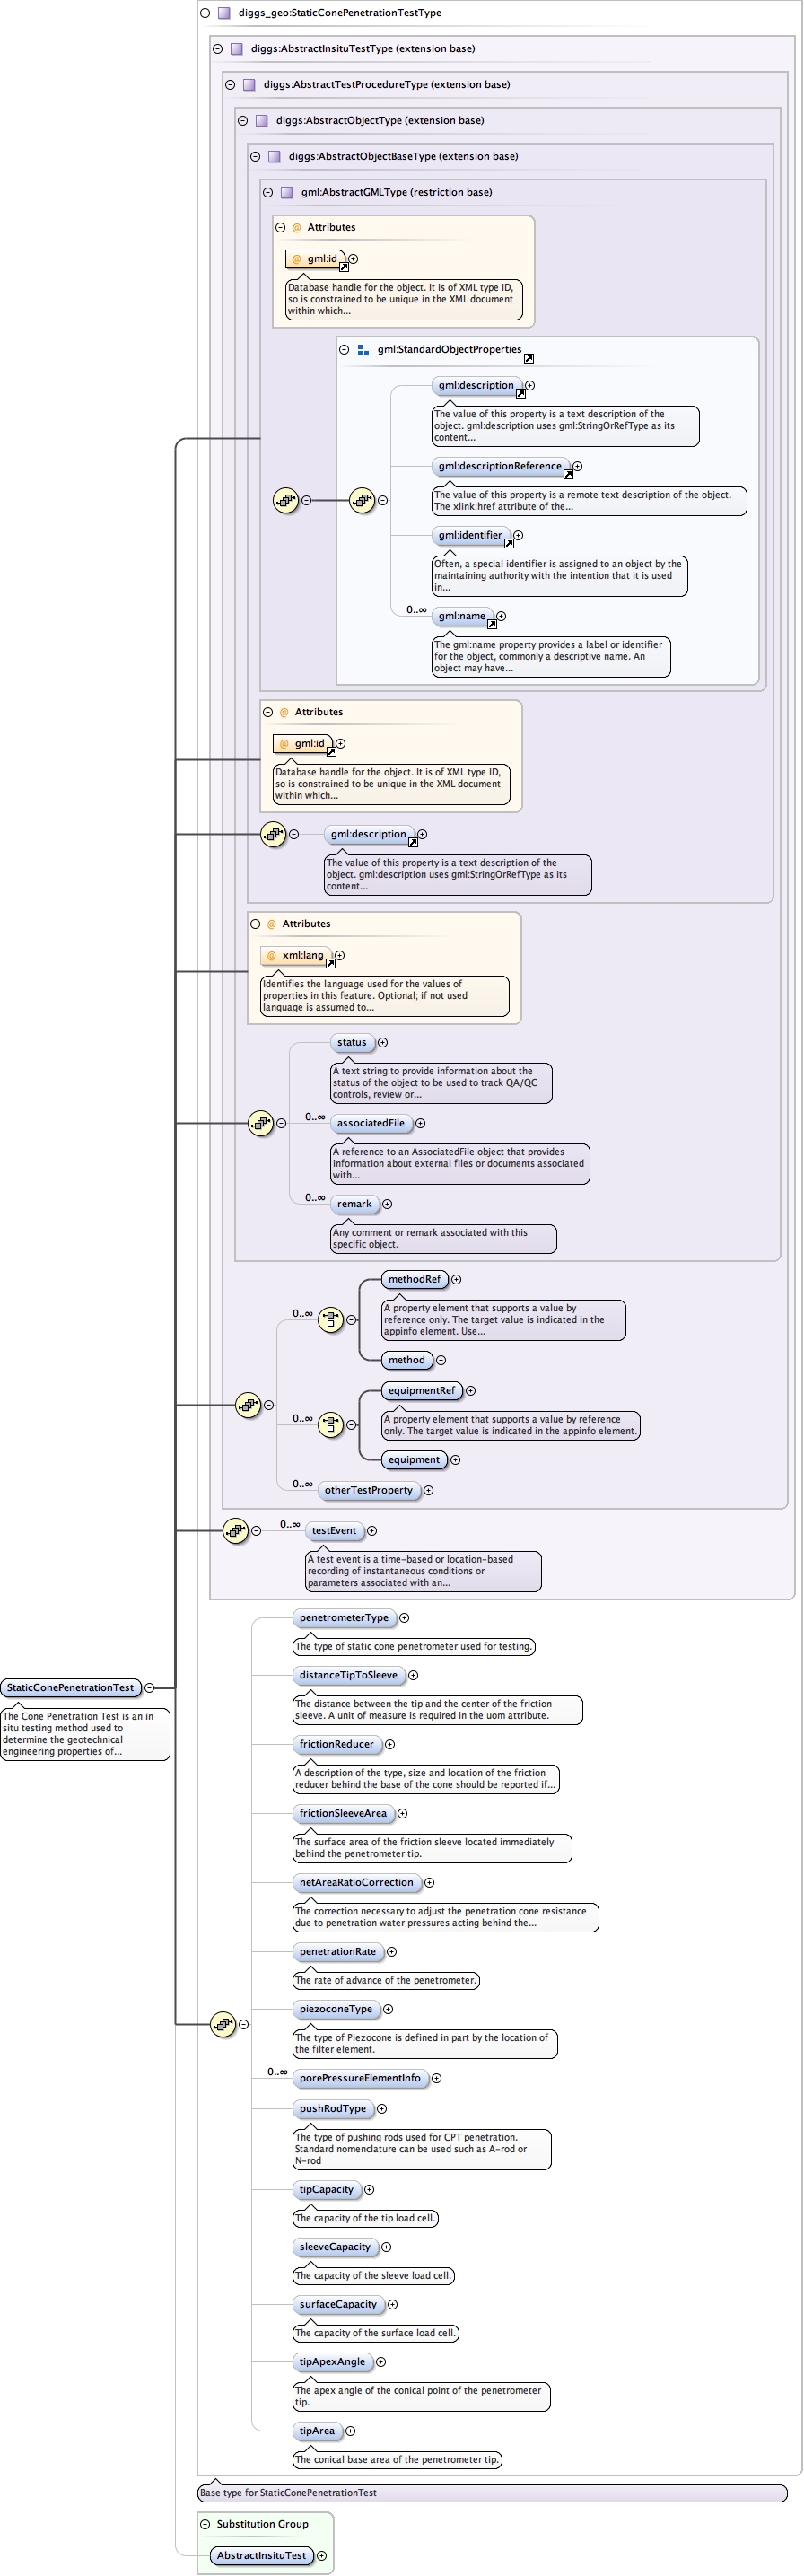 diggs_geo:StaticConePenetrationTestType
diggs:AbstractInsituTestType (extension base)
diggs:AbstractTestProcedureType (extension base)
diggs:AbstractObjectType (extension base)
diggs:AbstractObjectBaseType (extension base)
gml:AbstractGMLType (restriction base)
@ Attributes
@ gml:id
Database handle for the object. It is of XML type ID,
so is constrained to be unique in the XML document
within which...
gml:StandardObjectProperties
gml:description
The value of this property is a text description of the
object. gml:description uses gml:StringOrRefType as its
content...
gml:descriptionReference
The value of this property is a remote text description of the object.
The xlink:href attribute of the...
gml:identifier
Often, a special identifier is assigned to an object by the
maintaining authority with the intention that it is used
in...
0..∞
gml:name
The gml:name property provides a label or identifier
for the object, commonly a descriptive name. An
object may have...
@ Attributes
@ gml:id
Database handle for the object. It is of XML type ID,
so is constrained to be unique in the XML document
within which...
gml:description
The value of this property is a text description of the
object. gml:description uses gml:StringOrRefType as its
content...
@ Attributes
@ xml:lang
Identifies the language used for the values of
properties in this feature. Optional; if not used
language is assumed to...
status
A text string to provide information about the
status of the object to be used to track QA/QC
controls, review or...
0..∞
associatedFile
A reference to an AssociatedFile object that provides
information about external files or documents associated
with...
0..∞
remark
Any comment or remark associated with this
specific object.
methodRef
0..∞
A property element that supports a value by
reference only. The target value is indicated in the
appinfo element. Use...
method
equipmentRef
0..∞
A property element that supports a value by reference
only. The target value is indicated in the appinfo element.
equipment
0..∞
otherTestProperty
0..∞
testEvent
A test event is a time-based or location-based
recording of instantaneous conditions or
parameters associated with an...
penetrometerType
The type of static cone penetrometer used for testing.
distanceTipToSleeve
StaticConePenetrationTest
The distance between the tip and the center of the friction
sleeve. A unit of measure is required in the uom attribute.
The Cone Penetration Test is an in
situ testing method used to
determine the geotechnical
engineering properties of...
frictionReducer
A description of the type, size and location of the friction
reducer behind the base of the cone should be reported if...
frictionSleeveArea
The surface area of the friction sleeve located immediately
behind the penetrometer tip.
netAreaRatioCorrection
The correction necessary to adjust the penetration cone resistance
due to penetration water pressures acting behind the...
penetrationRate
The rate of advance of the penetrometer.
piezoconeType
The type of Piezocone is defined in part by the location of
the filter element.
0..∞
porePressureElementInfo
pushRodType
The type of pushing rods used for CPT penetration.
Standard nomenclature can be used such as A-rod or
N-rod
tipCapacity
The capacity of the tip load cell.
sleeveCapacity
The capacity of the sleeve load cell.
surfaceCapacity
The capacity of the surface load cell.
tipApexAngle
The apex angle of the conical point of the penetrometer
tip.
tipArea
The conical base area of the penetrometer tip.
Base type for StaticConePenetrationTest
Substitution Group
AbstractInsituTest